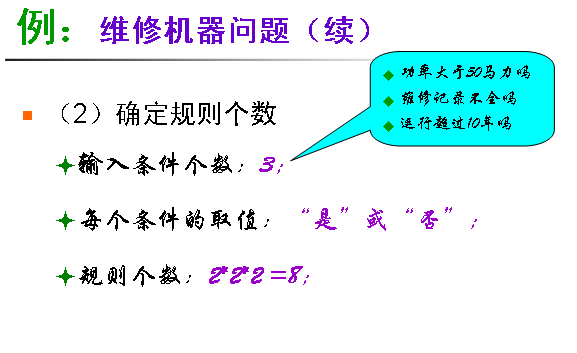 例：维修机器问题（续）
功率大于50马力吗
维修记录不全吗
运行超过10年吗
（2）确定规则个数
输入条件个数：3；
每个条件的取值：“是”或“否”；
规则个数：2*2*2=8；